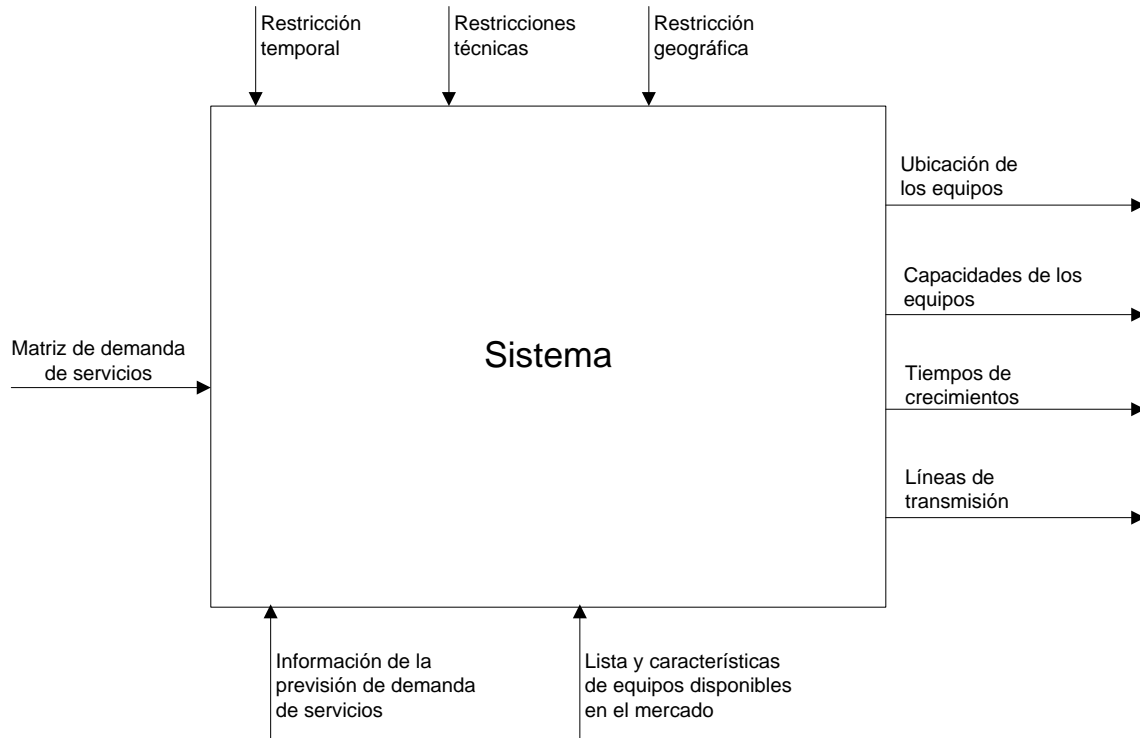 Restricción
temporal
Restricciones
técnicas
Restricción
geográfica
Ubicación de
los equipos
Capacidades de los
equipos
Sistema
Matriz de demanda
de servicios
Tiempos de
crecimientos
Líneas de
transmisión
Información de la
previsión de demanda
de servicios
Lista y característícas
de equipos disponibles
en el mercado